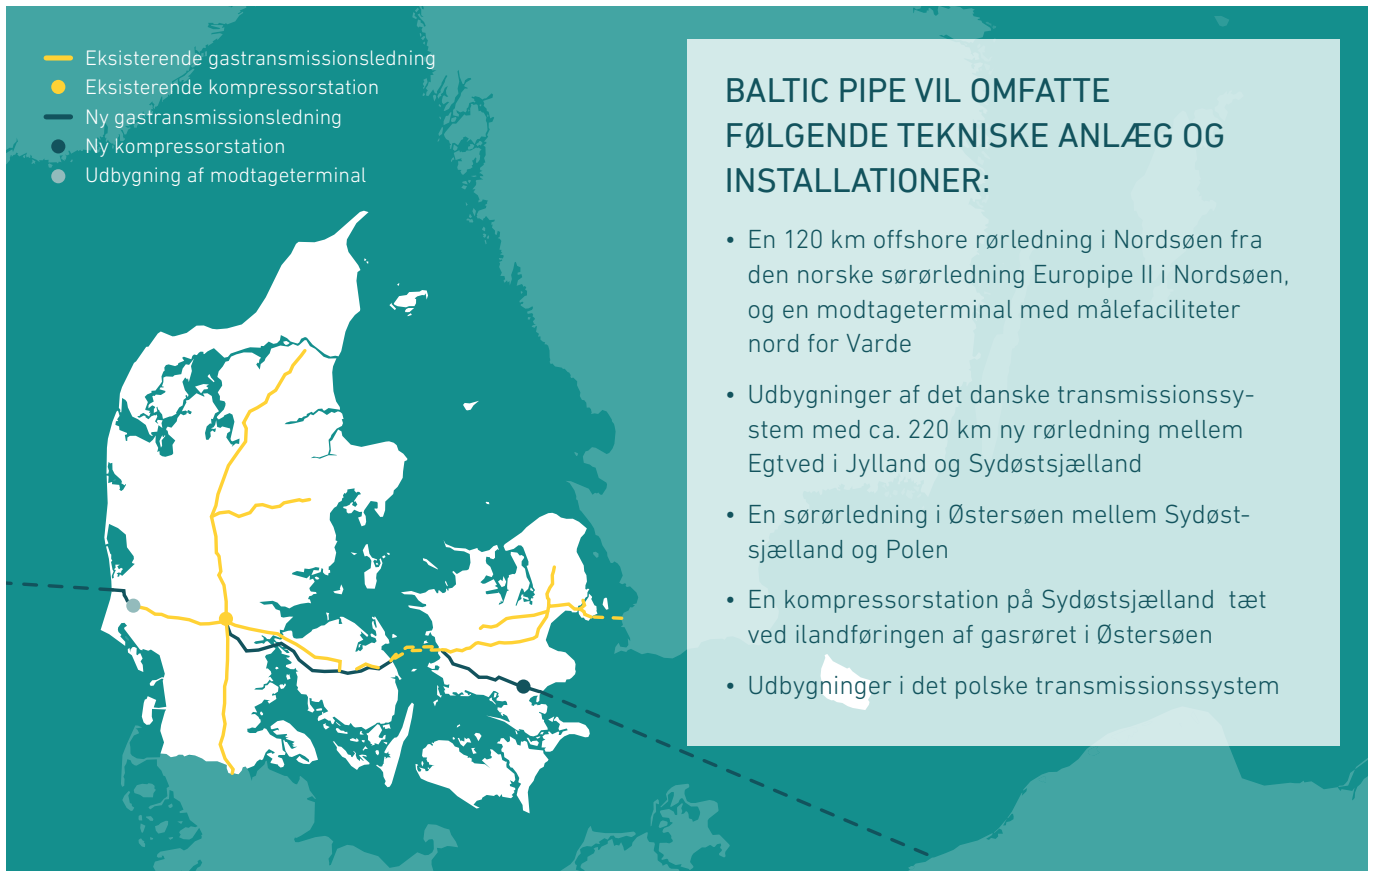 Eksisterende gastransmissionsledning
Eksisterende kompressorstation
Ny gastransmissionsledning
Ny kompressorstation
Udbygning af modtageterminal
BALTIC PIPE VIL OMFATTE
FØLGENDE TEKNISKE ANLÆG OG
INSTALLATIONER:
• En 120 km offshore rørledning i Nordsøen fra
den norske sørørledning Europipe II i Nordsøen,
og en modtageterminal med målefaciliteter
nord for Varde
• Udbygninger af det danske transmissionssy-
stem med ca. 220 km ny rørledning mellem
Egtved i Jylland og Sydøstsjælland
• En sørørledning i Østersøen mellem Sydøst-
sjælland og Polen
• En kompressorstation på Sydøstsjælland  tæt
ved ilandføringen af gasrøret i Østersøen
• Udbygninger i det polske transmissionssystem